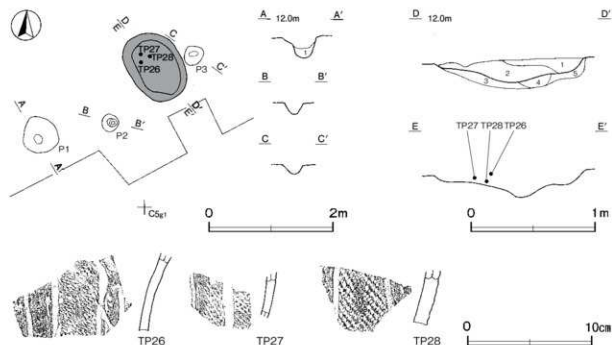 A 12.0m A′
1
B B′
C C′
D 12.0m D′
1
2
3
4
5
E E′
TP27 TP28 TP26
D
E
C
TP27
TP28
TP26
P3
C′
D′
E′
A
B
P2
B′
P1
A′
C5g1
0 2m
0 1m
TP26
TP27
TP28
0 10cm